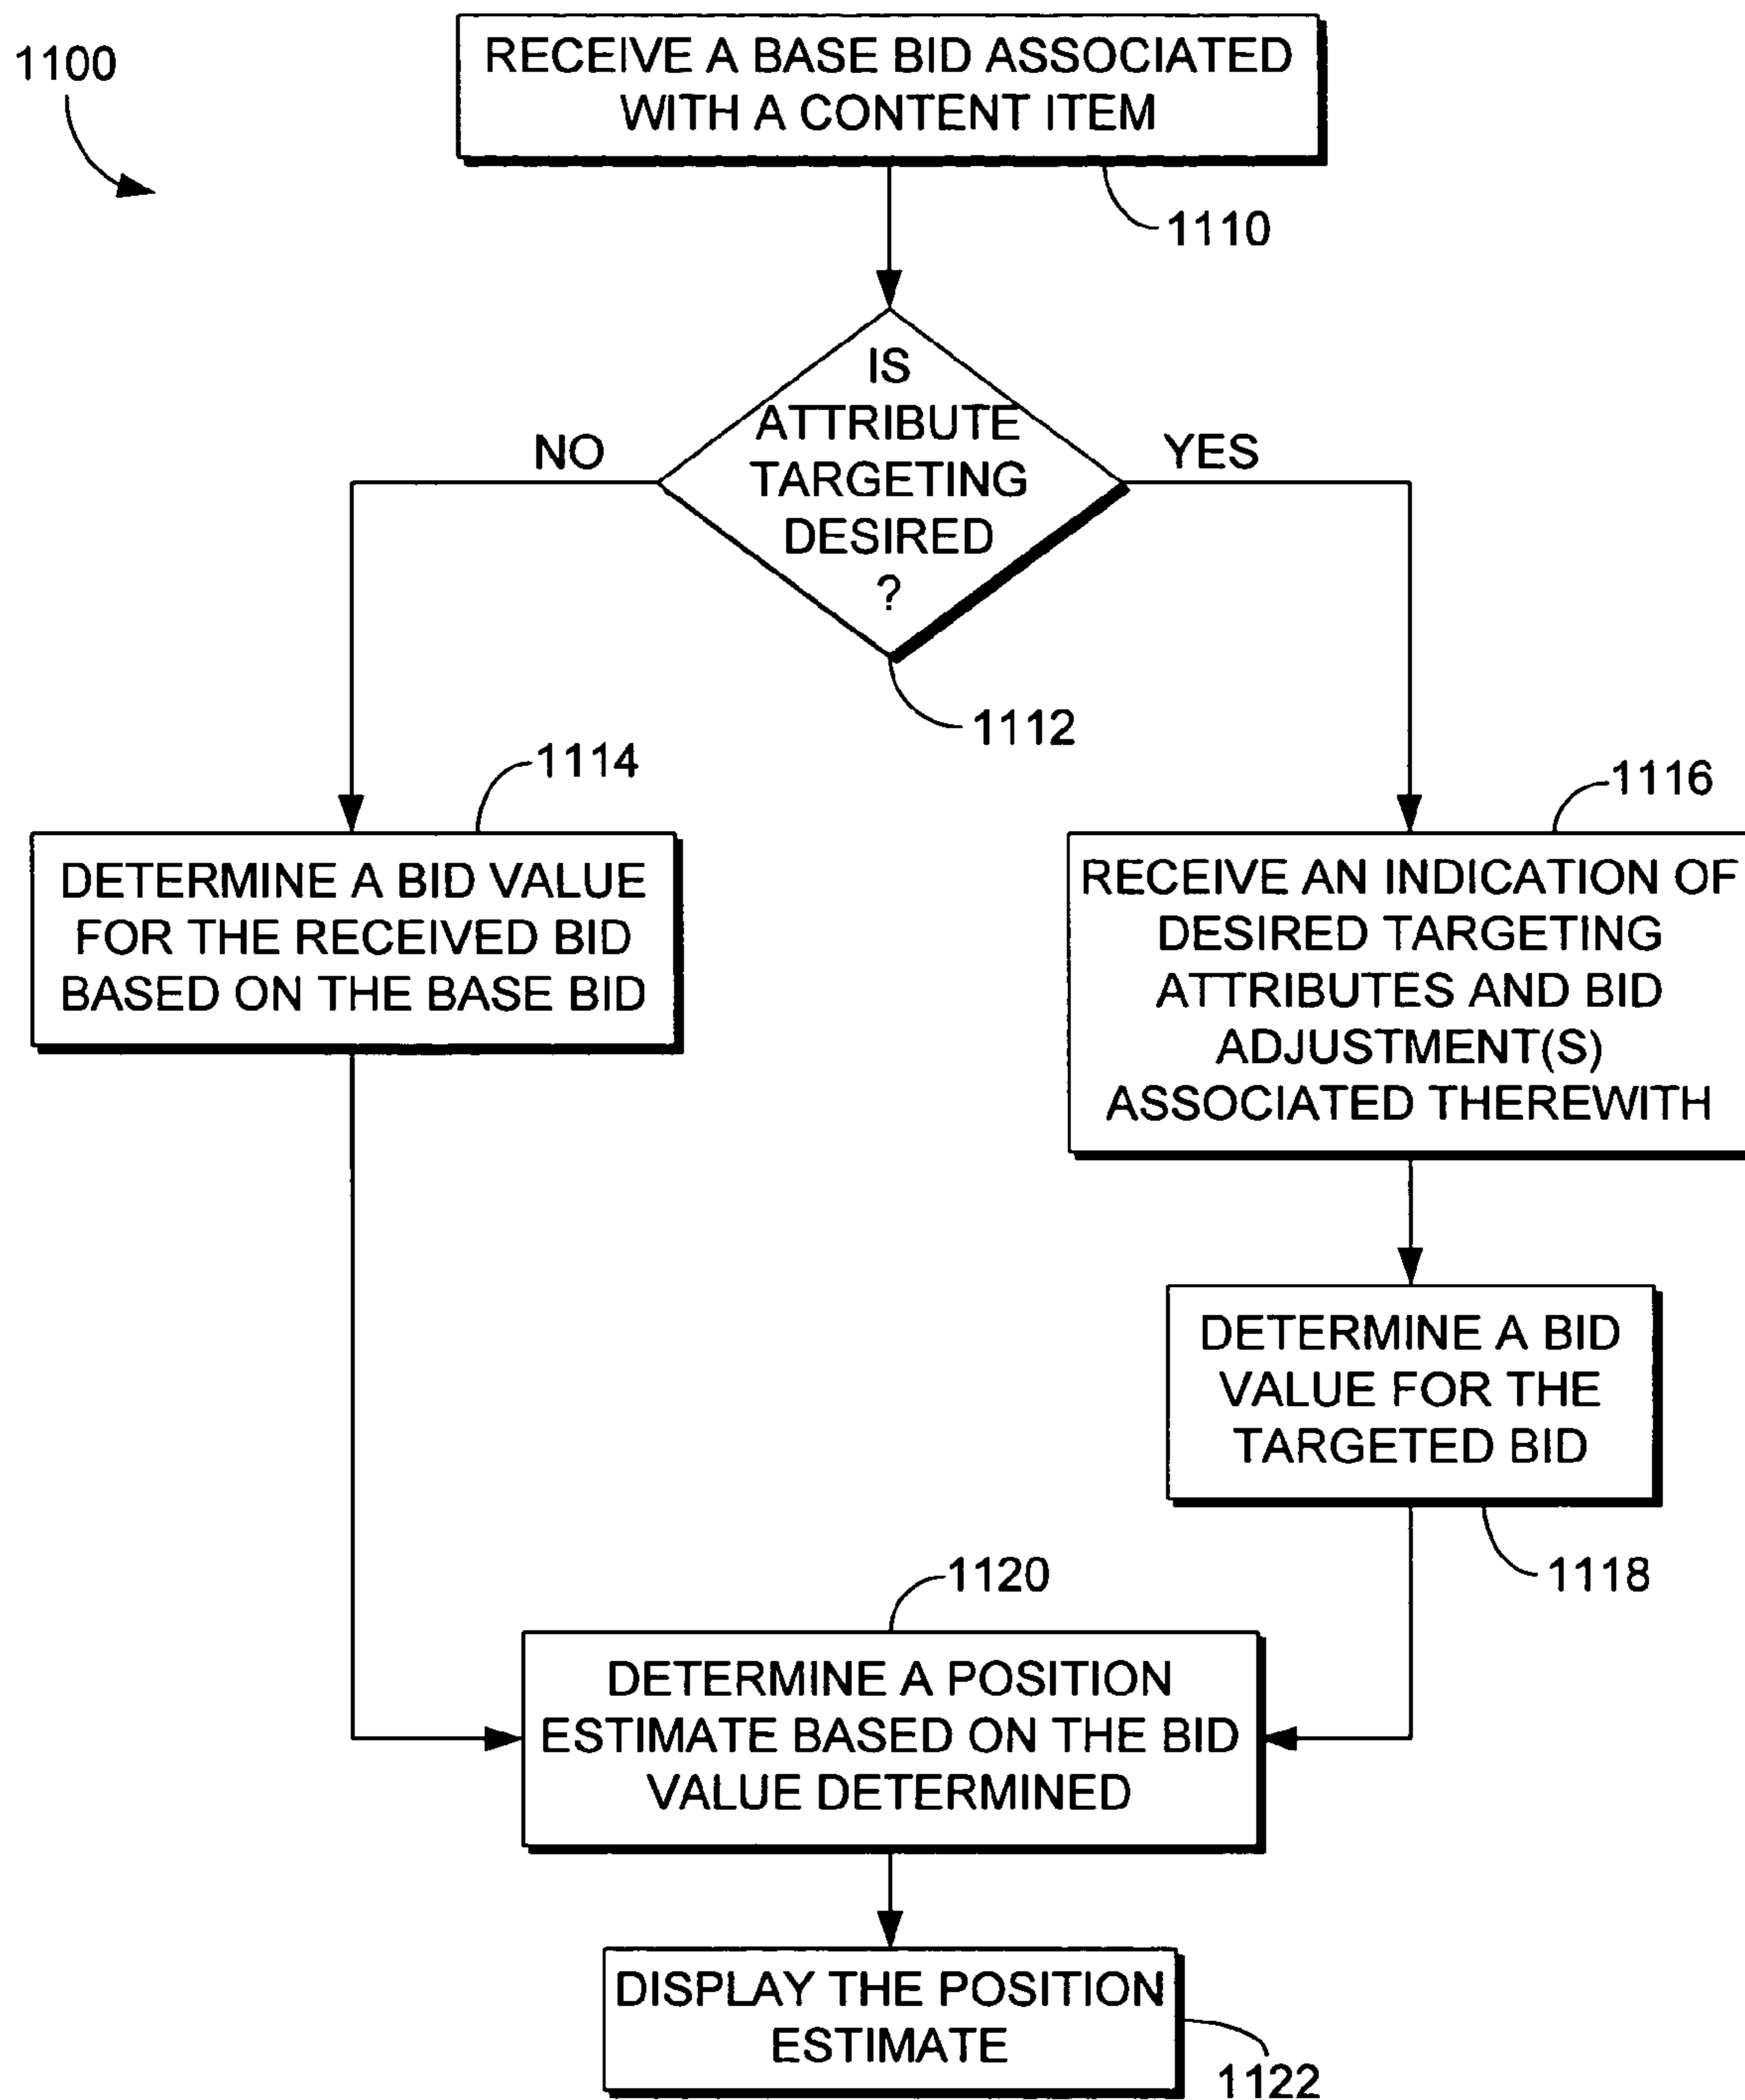 1100
RECEIVE A BASE BID ASSOCIATED
WITH A CONTENT ITEM
1110
IS
ATTRIBUTE
TARGETING
DESIRED
?
NO
YES
1112
1114
DETERMINE A BID VALUE
FOR THE RECEIVED BID
BASED ON THE BASE BID
1116
RECEIVE AN INDICATION OF
DESIRED TARGETING
ATTRIBUTES AND BID
ADJUSTMENT(S)
ASSOCIATED THEREWITH
DETERMINE A BID
VALUE FOR THE
TARGETED BID
1118
1120
DETERMINE A POSITION
ESTIMATE BASED ON THE BID
VALUE DETERMINED
DISPLAY THE POSITION
ESTIMATE
1122